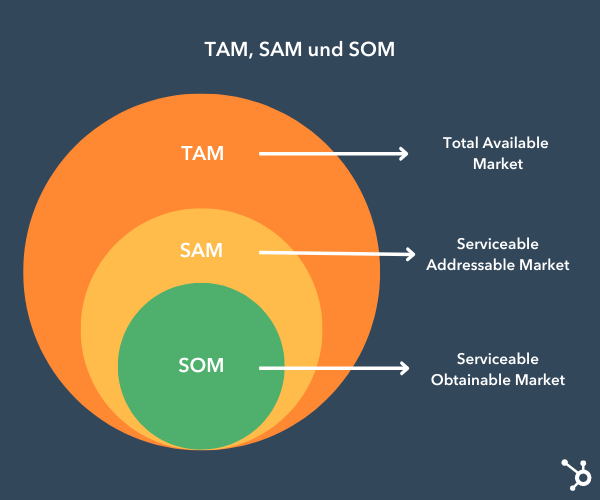 TAM, SAM und SOM
TAM
Total Available
Market
SAM
Serviceable
Addressable Market
SOM
Serviceable
Obtainable Market